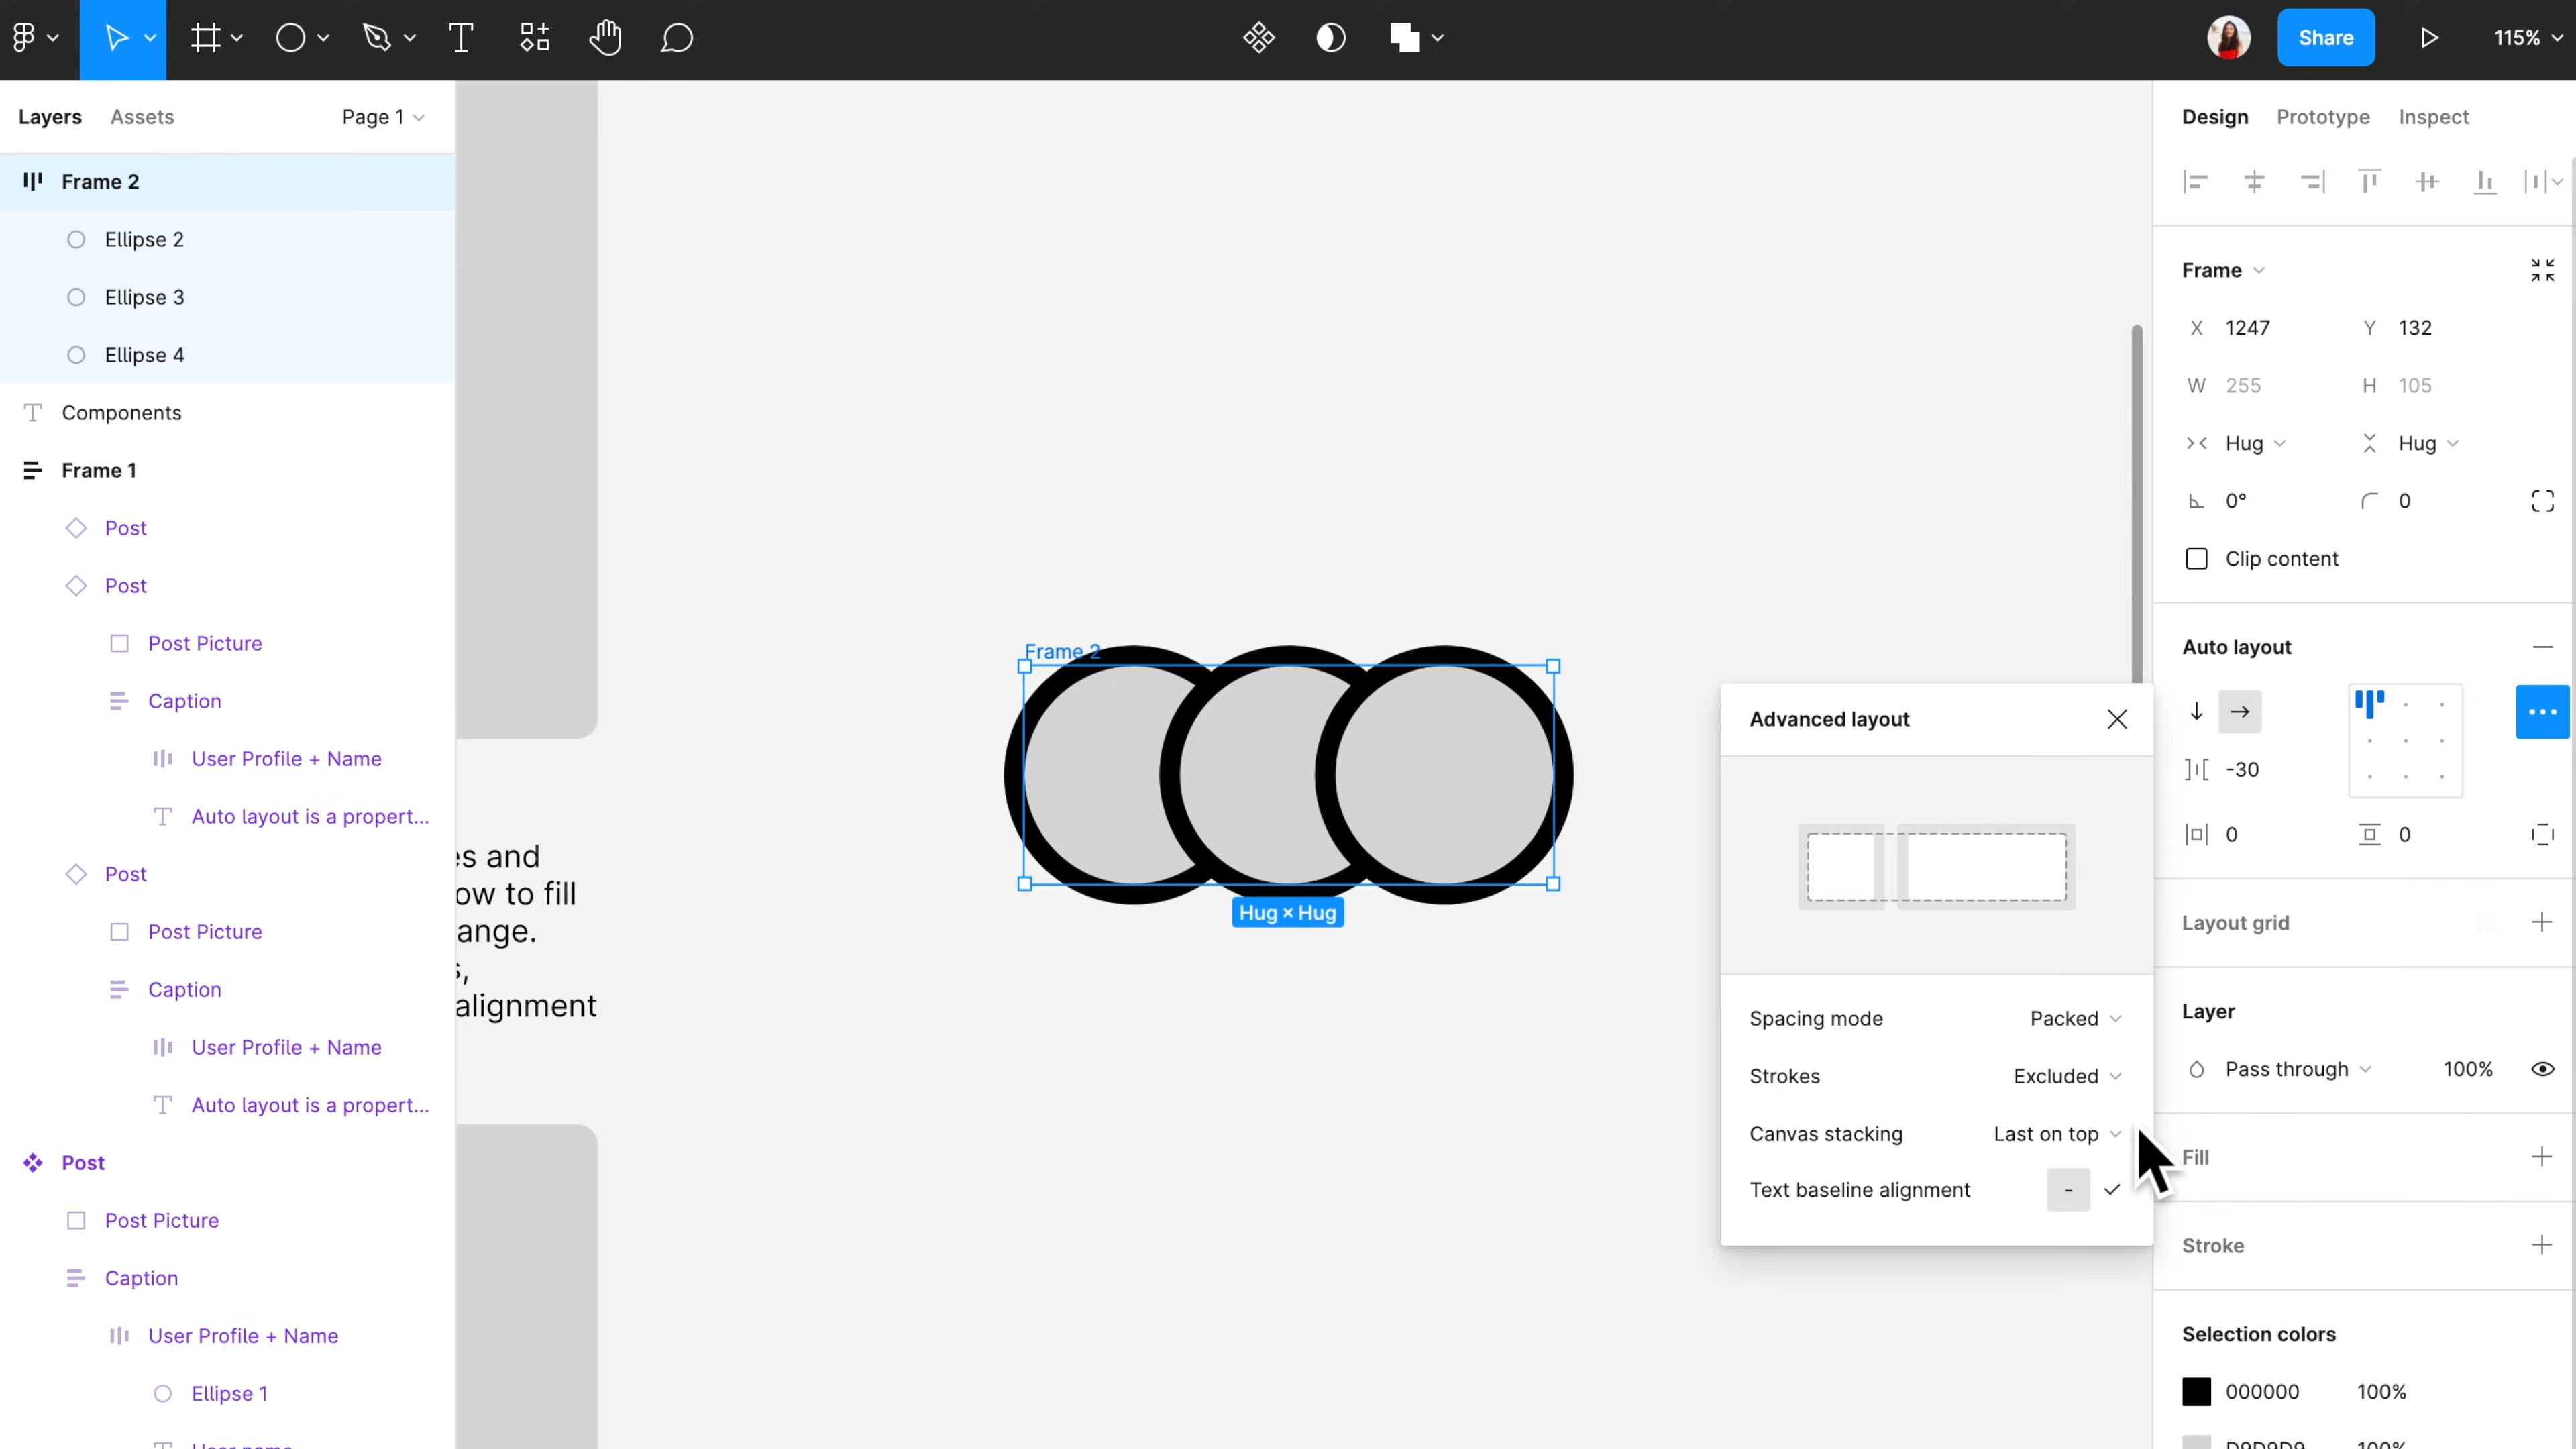 Share
115%
Layers
Assets
Page 1
Frame 2
Ellipse 2
Ellipse 3
Ellipse 4
Components
Frame 1
Post
Post
Post Picture
Caption
User Profile + Name
Auto layout is a propert...
Post
Post Picture
Caption
User Profile + Name
Auto layout is a propert...
Post
Post Picture
Caption
User Profile + Name
Ellipse 1
User name
es and
ow to fill
ange.
s,
alignment
Frame 2
Hug × Hug
Advanced layout
Spacing mode
Packed
Strokes
Excluded
Canvas stacking
Last on top
Text baseline alignment
-
Design
Prototype
Inspect
Frame
X 1247
Y 132
W 255
H 105
Hug
Hug
0°
0
Clip content
Auto layout
-30
0
0
Layout grid
Layer
Pass through
100%
Fill
Stroke
Selection colors
000000
100%
D9D9D9
100%